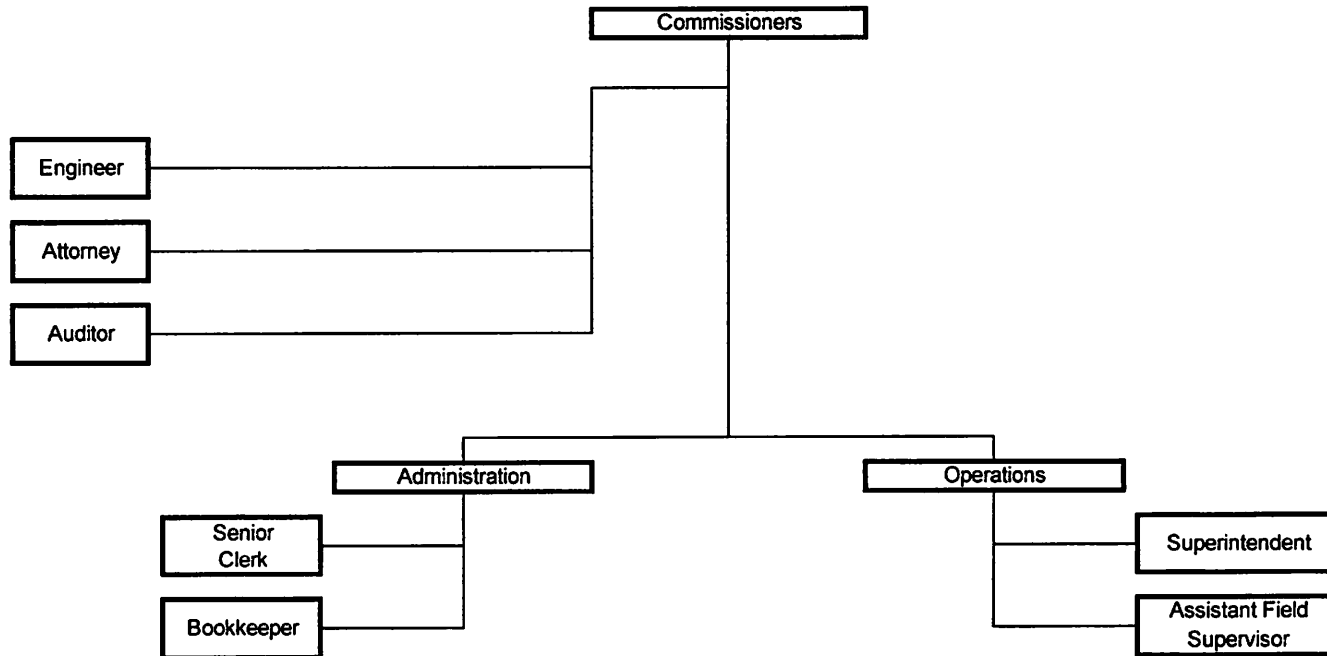 Commissioners
Engineer
Attorney
Auditor
Administration
Operations
Senior
Clerk
Superintendent
Bookkeeper
Assistant Field
Supervisor